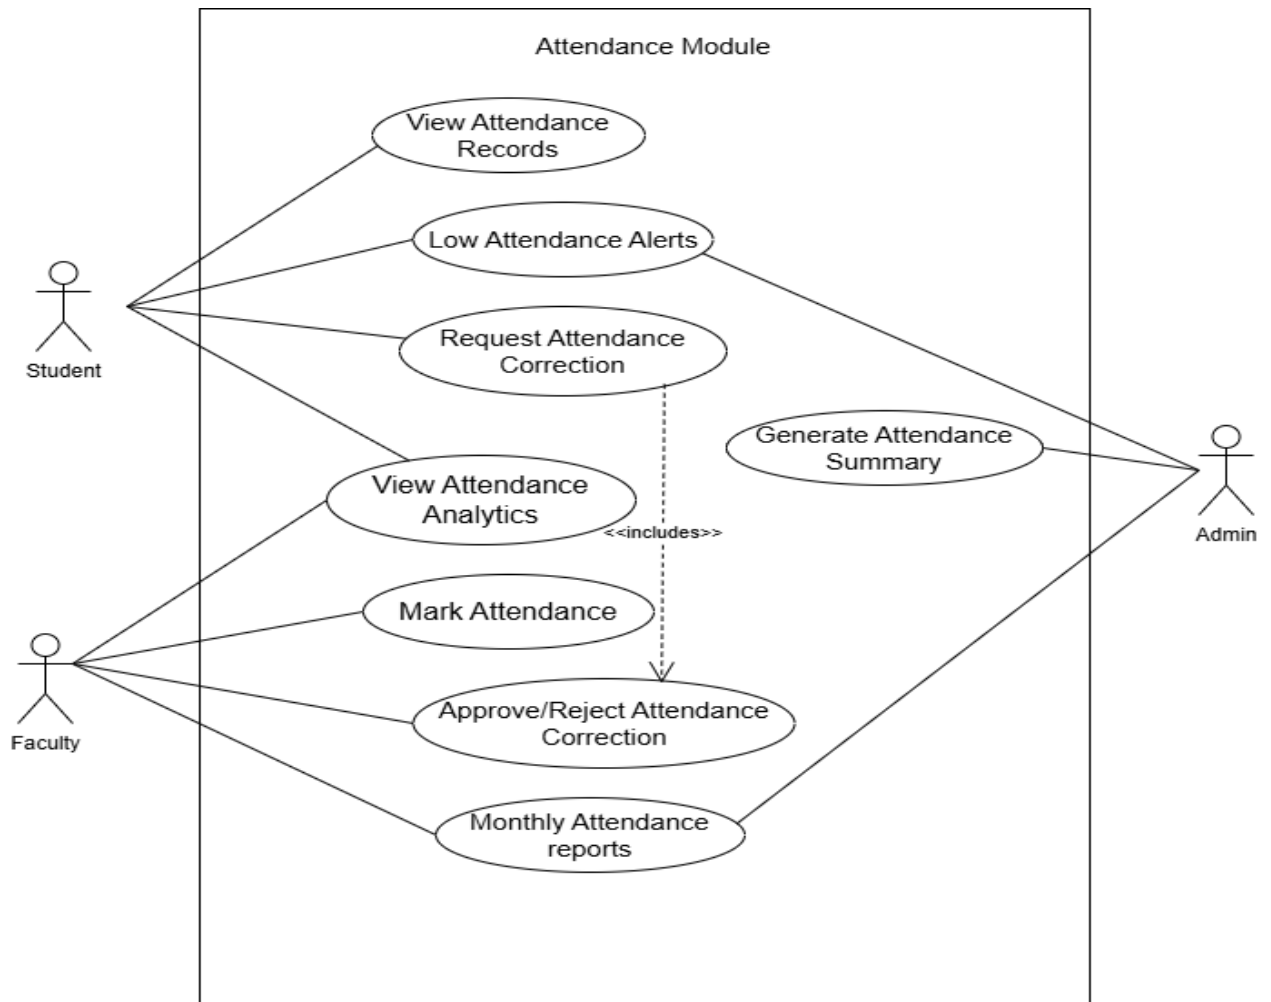 Attendance Module
View Attendance
Records
Low Attendance Alerts
Request Attendance
Correction
Student
Generate Attendance
Summary
View Attendance
Analytics
<<includes>>
Admin
Mark Attendance
Approve/Reject Attendance
Correction
Faculty
Monthly Attendance
reports